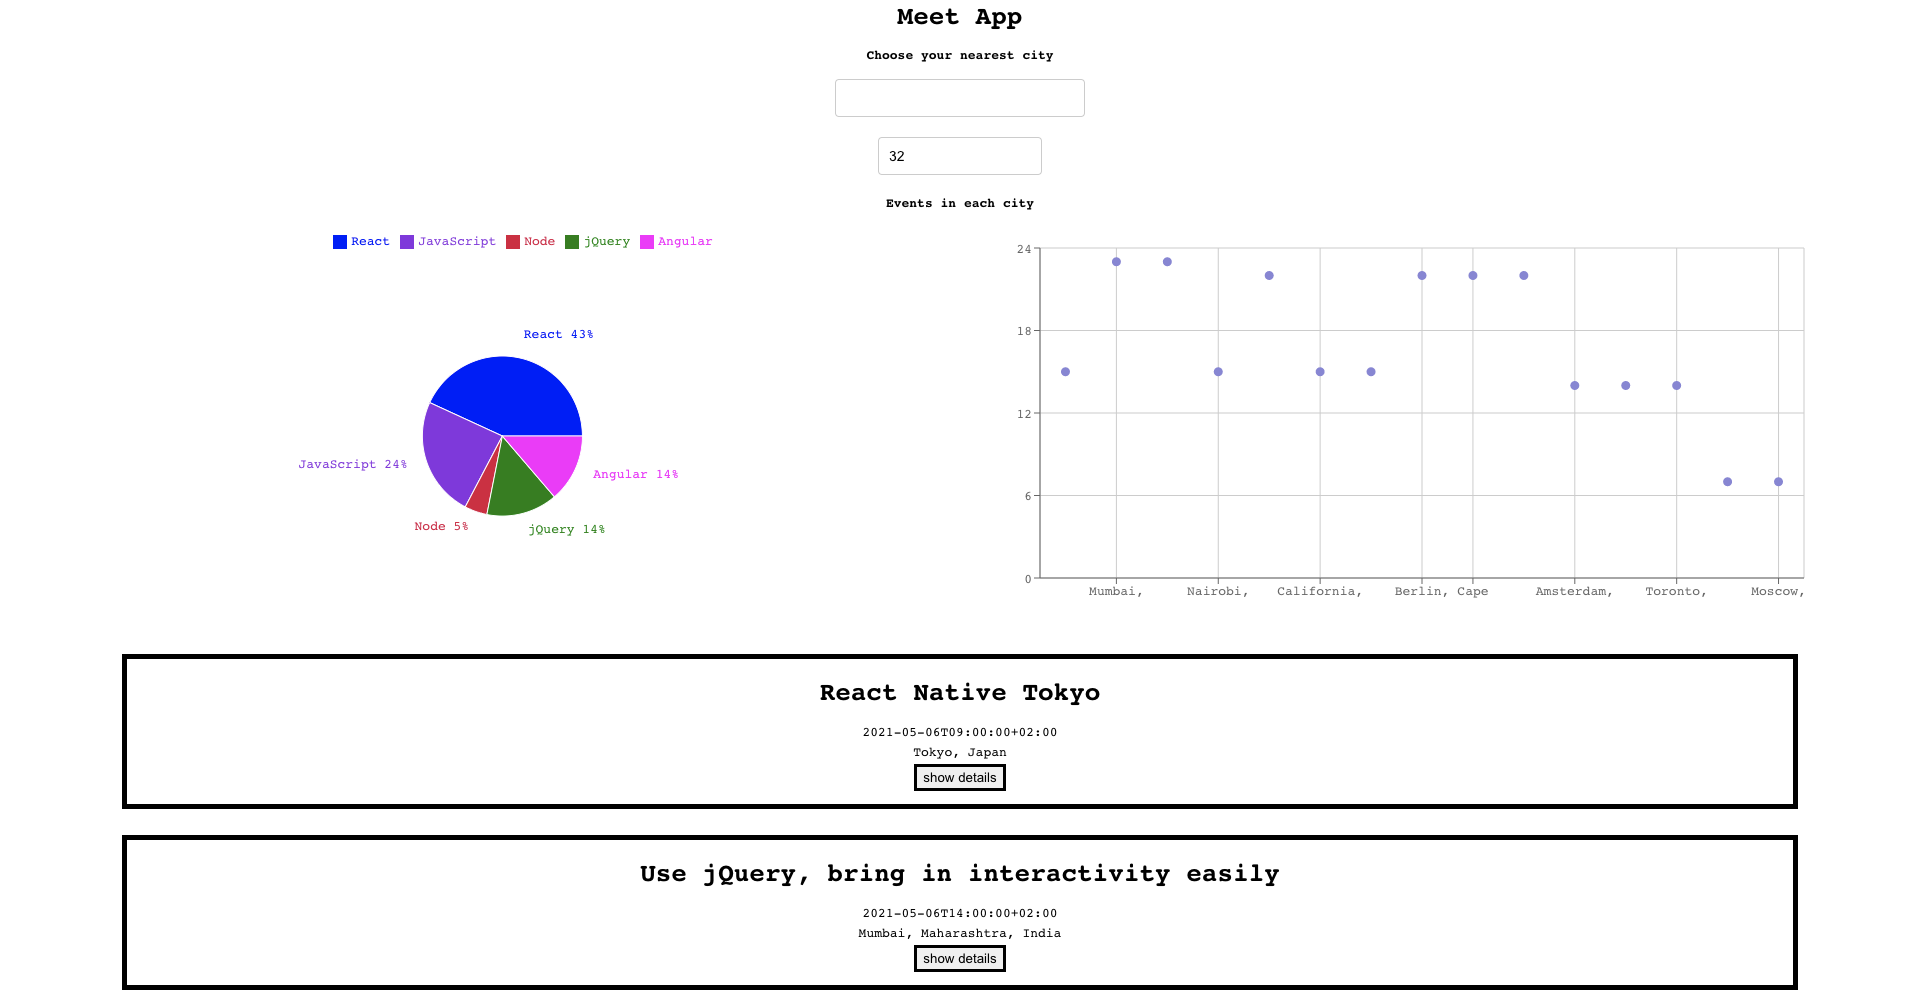 Meet App
Choose your nearest city
32
Events in each city
React JavaScript Node jQuery Angular
React 43%
JavaScript 24%
Angular 14%
Node 5%
jQuery 14%
24
18
12
6
0
Mumbai, Nairobi, California, Berlin, Cape Amsterdam, Toronto, Moscow,
React Native Tokyo
2021-05-06T09:00:00+02:00
Tokyo, Japan
show details
Use jQuery, bring in interactivity easily
2021-05-06T14:00:00+02:00
Mumbai, Maharashtra, India
show details